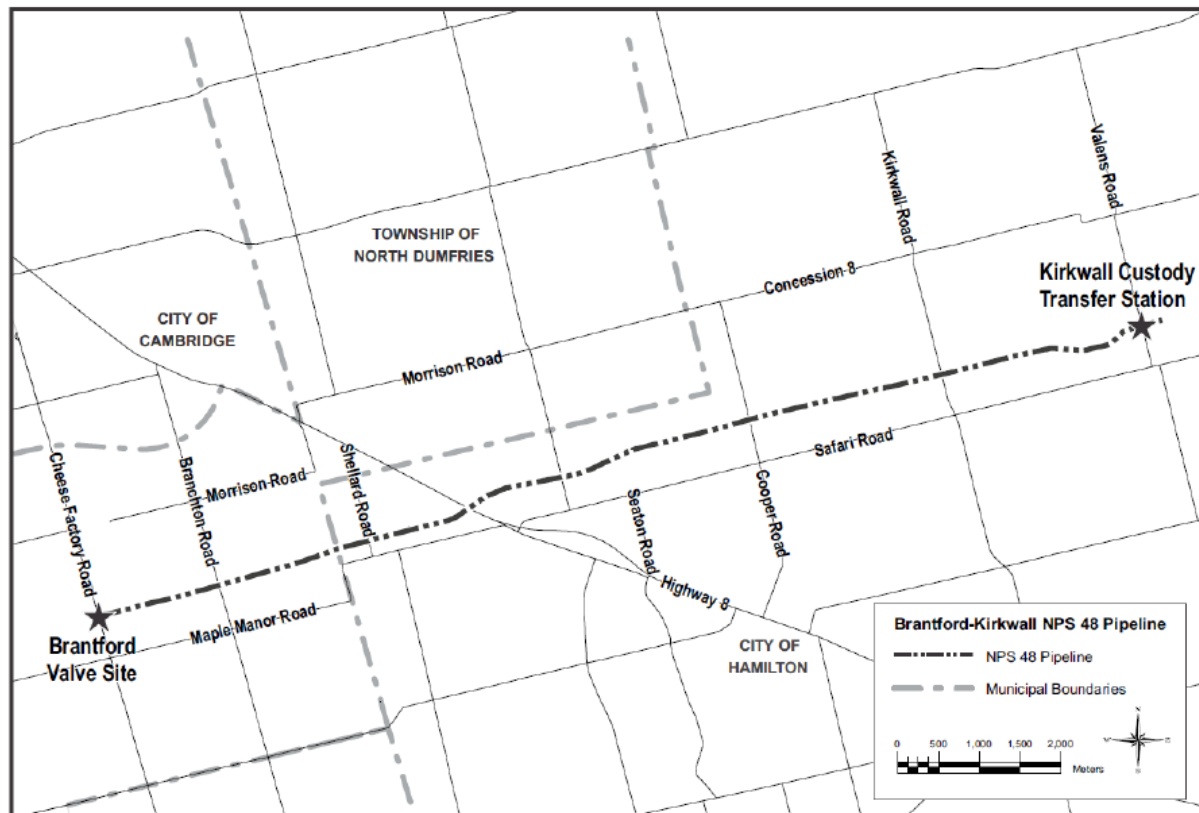 Kirkwall Road
Valens Road
TOWNSHIP OF
NORTH DUMFRIES
Concession 8
Kirkwall Custody
Transfer Station
CITY OF
CAMBRIDGE
Morrison Road
Cheese Factory Road
Branchton Road
Morrison Road
Shellard Road
Safari Road
Seaton Road
Cooper Road
Highway 8
Maple Manor Road
Brantford
Valve Site
CITY OF
HAMILTON
Brantford-Kirkwall NPS 48 Pipeline
NPS 48 Pipeline
Municipal Boundaries
N
W
E
S
0 500 1,000 1,500 2,000
Meters